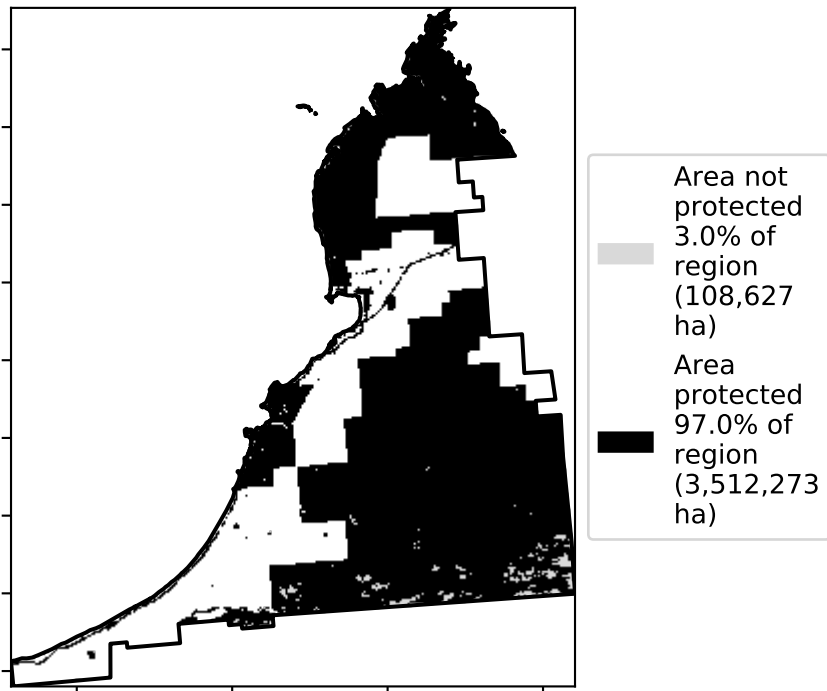 Area not
protected
3.0% of
region
(108,627
ha)
Area
protected
97.0% of
region
(3,512,273
ha)